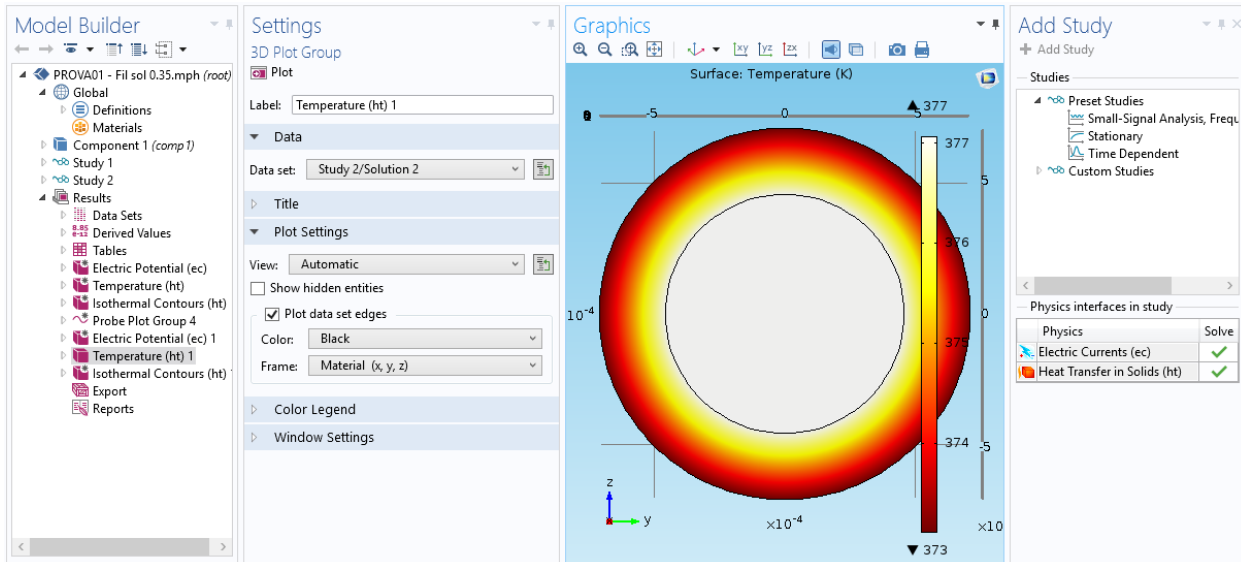 Model Builder
PROVA01 - Fil sol 0.35.mph (root)
Global
Definitions
Materials
Component 1 (comp1)
Study 1
Study 2
Results
Data Sets
8.85
e-12
Derived Values
Tables
Electric Potential (ec)
Temperature (ht)
Isothermal Contours (ht)
Probe Plot Group 4
Electric Potential (ec) 1
Temperature (ht) 1
Isothermal Contours (ht)
Export
Reports
Settings
3D Plot Group
Plot
Label: Temperature (ht) 1
Data
Data set: Study 2/Solution 2
Title
Plot Settings
View: Automatic
Show hidden entities
Plot data set edges
Color: Black
Frame: Material (x, y, z)
Color Legend
Window Settings
Graphics
xy yz zx
Surface: Temperature (K)
-5 0 5
▲ 377
377
5
376
10⁻⁴
0
375
374
-5
z
y
×10⁻⁴
×10
▼ 373
Add Study
+ Add Study
Studies
Preset Studies
Small-Signal Analysis, Frequ
Stationary
Time Dependent
Custom Studies
Physics interfaces in study
Physics Solve
Electric Currents (ec)
Heat Transfer in Solids (ht)